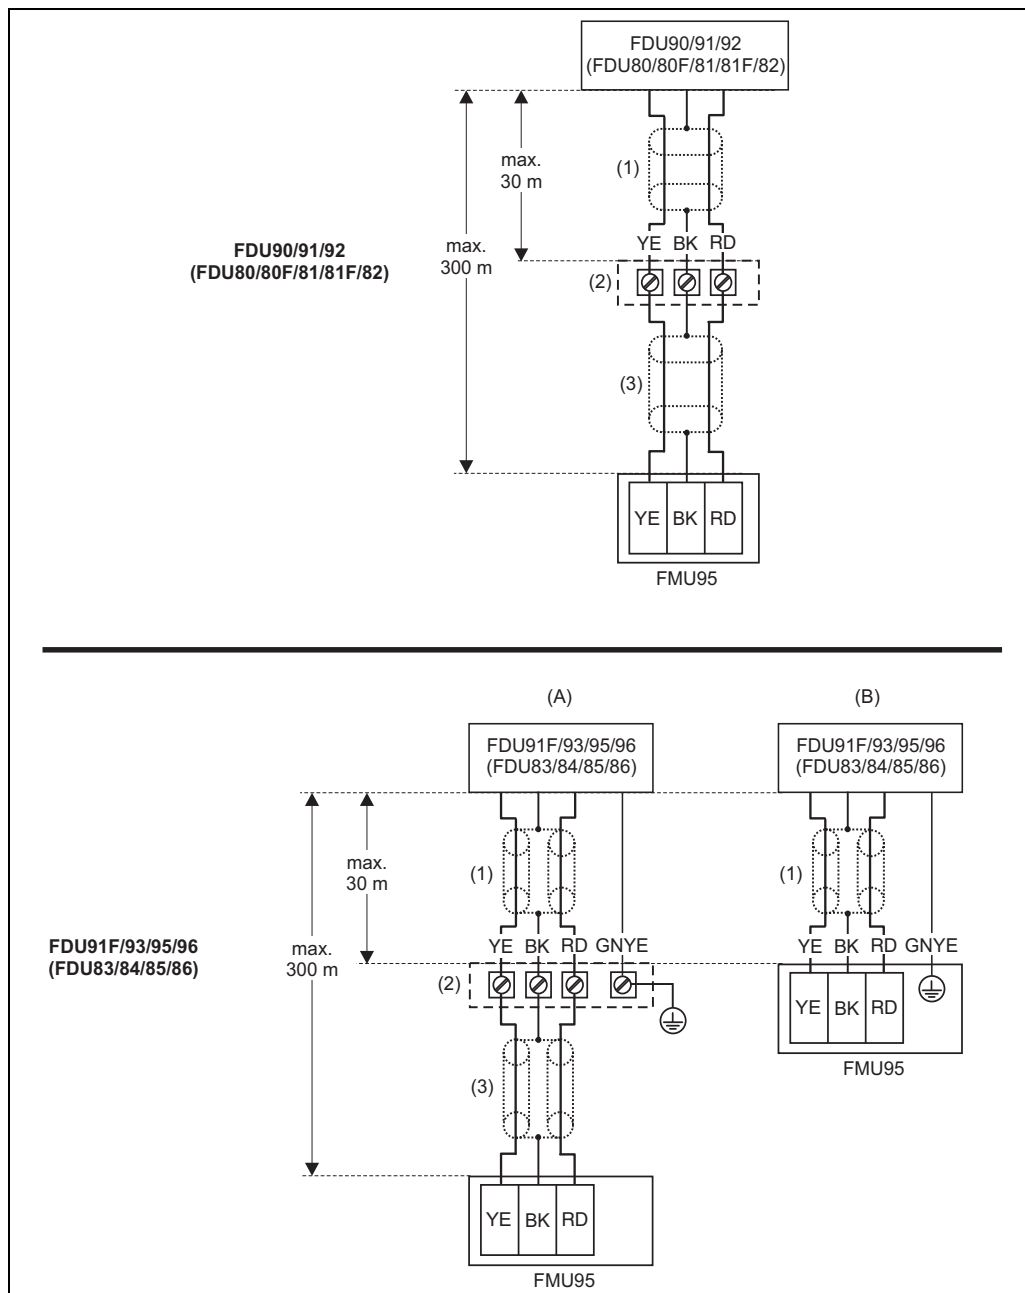 FDU90/91/92
(FDU80/80F/81/81F/82)
max.
30 m
(1)
max.
300 m
FDU90/91/92
(FDU80/80F/81/81F/82)
YE BK RD
(2)
(3)
YE BK RD
FMU95
(A)
(B)
FDU91F/93/95/96
(FDU83/84/85/86)
FDU91F/93/95/96
(FDU83/84/85/86)
max.
30 m
(1)
(1)
FDU91F/93/95/96
(FDU83/84/85/86)
max.
300 m
YE BK RD GNYE
YE BK RD GNYE
(2)
YE BK RD
FMU95
(3)
YE BK RD
FMU95